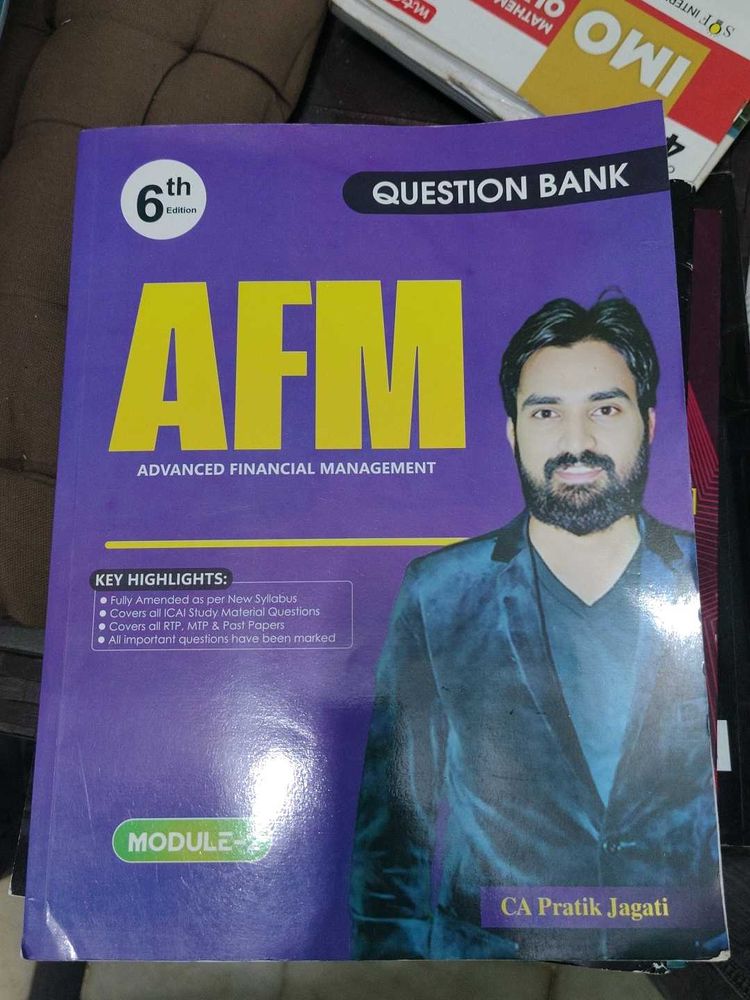 6th
Edition
QUESTION BANK
AFM
ADVANCED FINANCIAL MANAGEMENT
KEY HIGHLIGHTS:
● Fully Amended as per New Syllabus
● Covers all ICAI Study Material Questions
● Covers all RTP, MTP & Past Papers
● All important questions have been marked
MODULE-2
CA Pratik Jagati
IMO
4